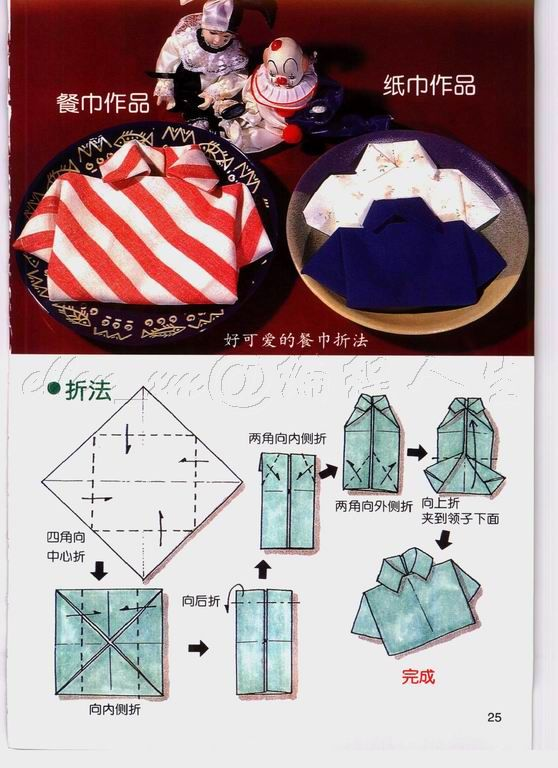 餐巾作品
纸巾作品
好可爱的餐巾折法
折法
四角向
中心折
向内侧折
向后折
两角向内侧折
两角向外侧折
向上折
夹到领子下面
完成
25